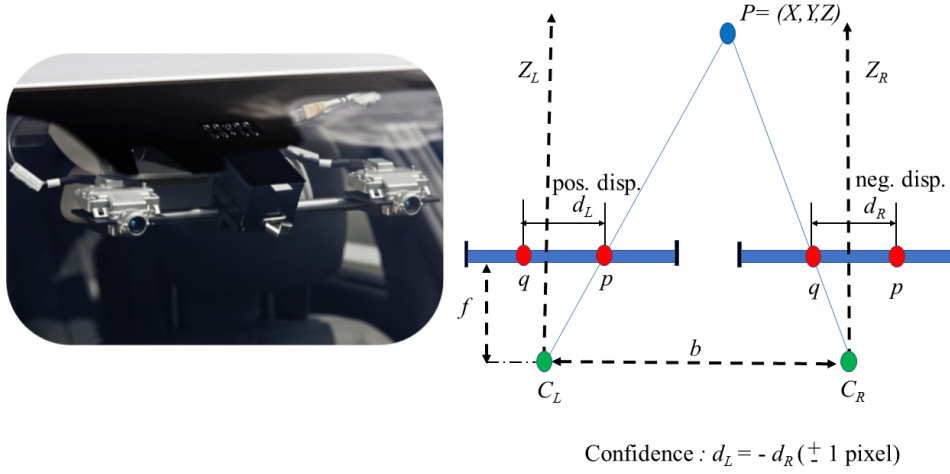 P= (X,Y,Z)
Z_L
Z_R
pos. disp.
neg. disp.
d_L
d_R
q
p
q
p
f
b
C_L
C_R
Confidence : d_L = - d_R (± 1 pixel)